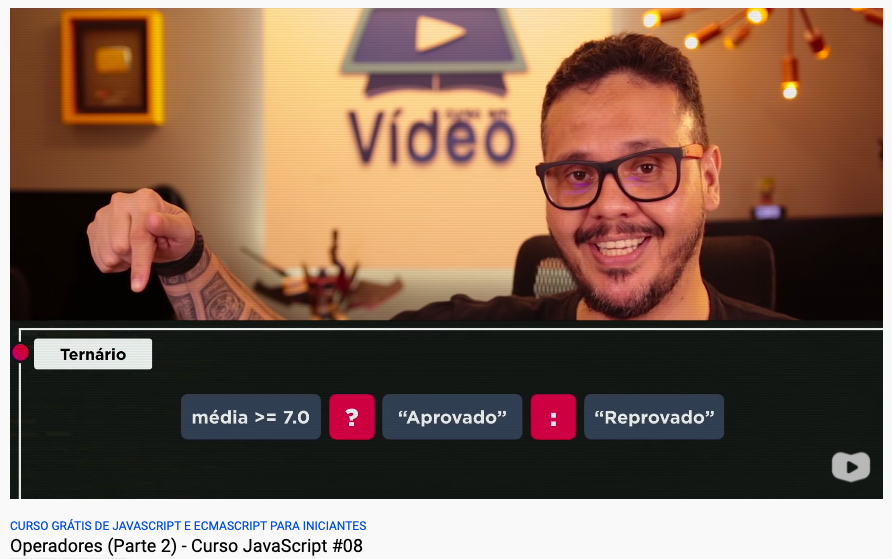 Vídeo
Ternário
média >= 7.0 ? “Aprovado” : “Reprovado”
CURSO GRÁTIS DE JAVASCRIPT E ECMASCRIPT PARA INICIANTES
Operadores (Parte 2) - Curso JavaScript #08